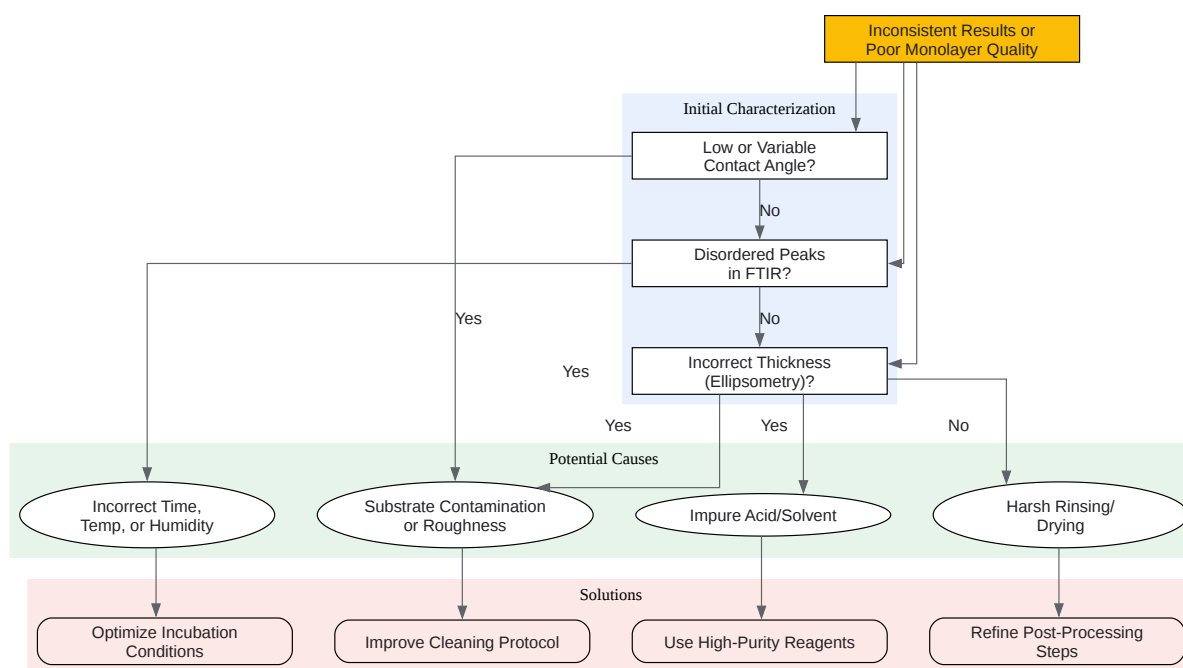 Inconsistent Results or
Poor Monolayer Quality
Initial Characterization
Low or Variable
Contact Angle?
No
Disordered Peaks
in FTIR?
Yes
No
Incorrect Thickness
(Ellipsometry)?
Yes
Yes
Yes
No
Potential Causes
Incorrect Time,
Temp, or Humidity
Substrate Contamination
or Roughness
Impure Acid/Solvent
Harsh Rinsing/
Drying
Solutions
Optimize Incubation
Conditions
Improve Cleaning Protocol
Use High-Purity Reagents
Refine Post-Processing
Steps